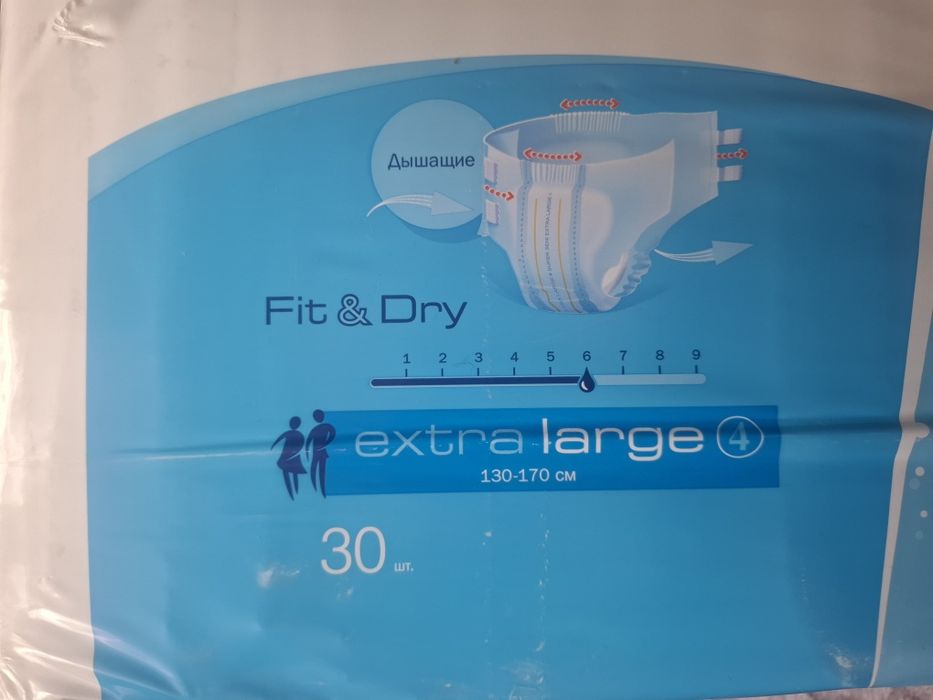 Дышащие
Fit & Dry
1 2 3 4 5 6 7 8 9
extra large 4
130-170 см
30 шт.